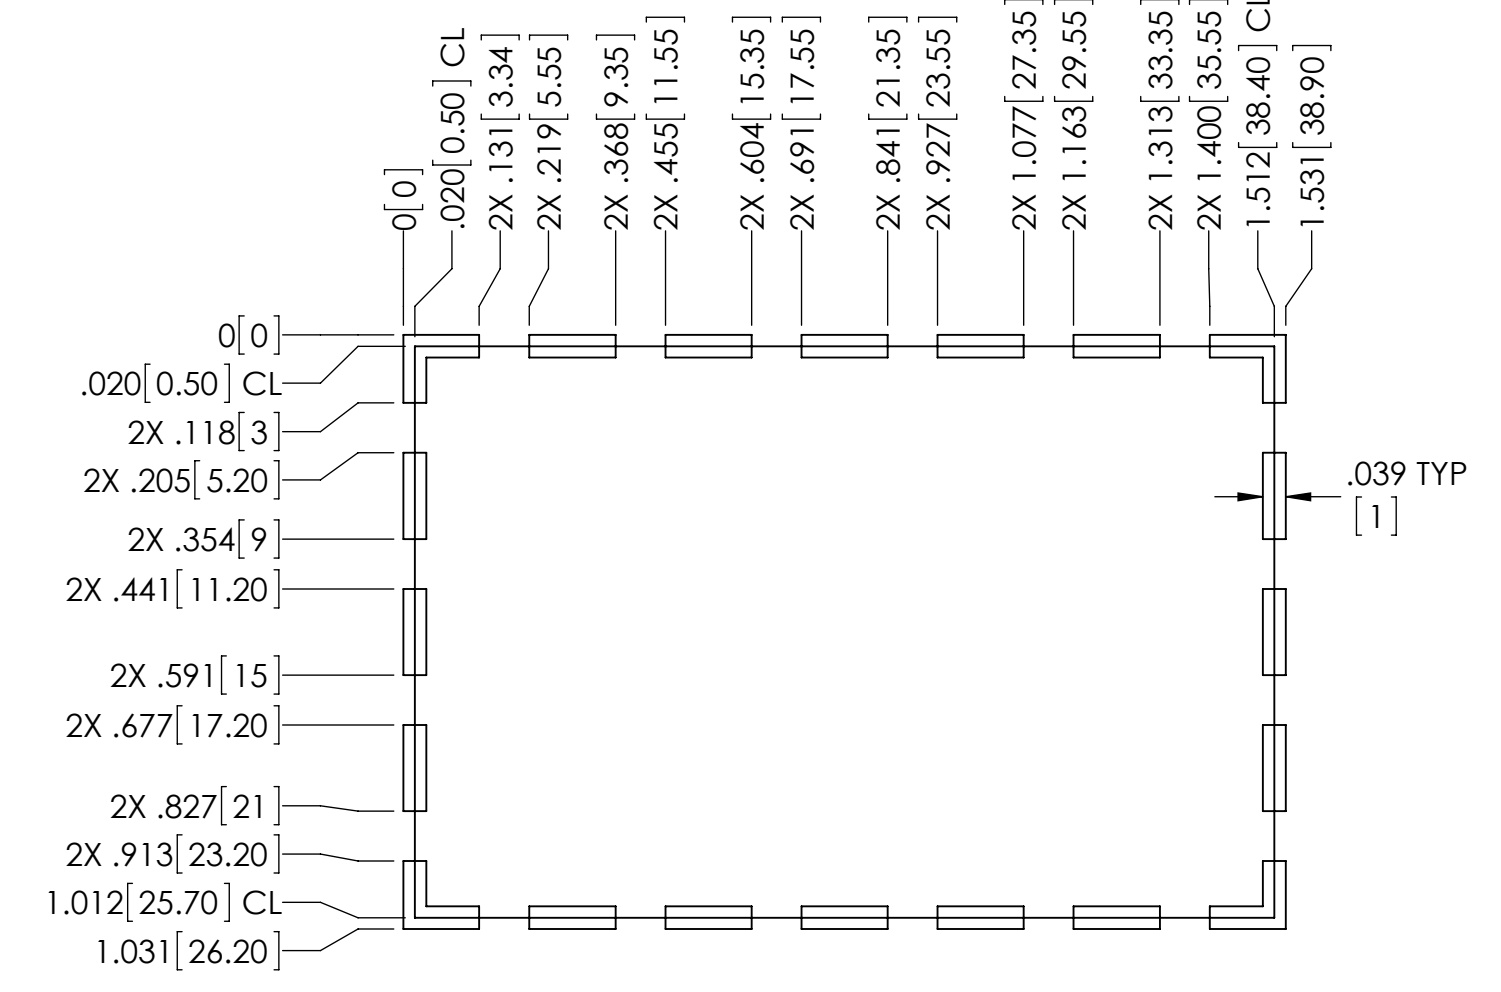 0[0]
.020[0.50] CL
2X .131[3.34]
2X .219[5.55]
2X .368[9.35]
2X .455[11.55]
2X .604[15.35]
2X .691[17.55]
2X .841[21.35]
2X .927[23.55]
2X 1.077[27.35]
2X 1.163[29.55]
2X 1.313[33.35]
2X 1.400[35.55]
1.512[38.40] CL
1.531[38.90]
0[0]
.020[0.50] CL
2X .118[3]
2X .205[5.20]
2X .354[9]
2X .441[11.20]
2X .591[15]
2X .677[17.20]
2X .827[21]
2X .913[23.20]
1.012[25.70] CL
1.031[26.20]
.039 TYP
[1]